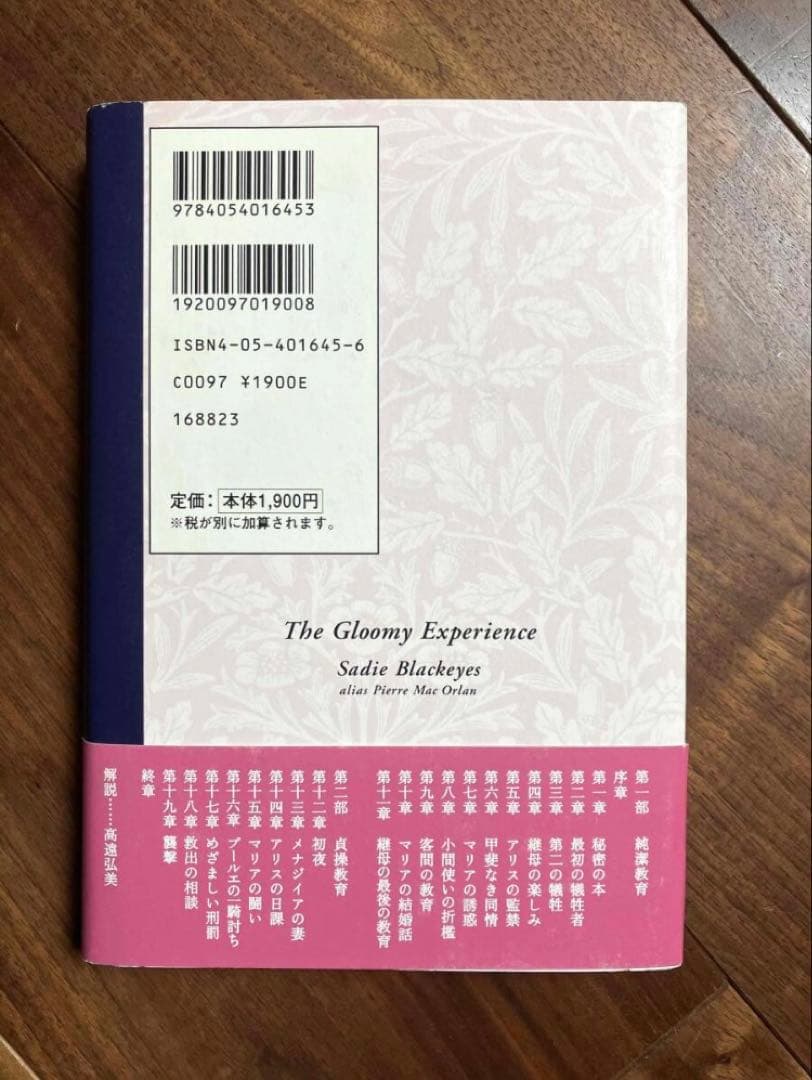 9784054016453
1920097019008
ISBN4-05-401645-6
C0097 ¥1900E
168823
定価：本体1,900円
※税が別に加算されます。
The Gloomy Experience
Sadie Blackeyes
alias Pierre Mac Orlan
第一部 純潔教育
序章
第一章 秘密の本
第二章 最初の犠牲者
第三章 第二の犠牲
第四章 継母の楽しみ
第五章 アリスの監禁
第六章 甲斐なき同情
第七章 マリアの誘惑
第八章 小間使いの折檻
第九章 客間の教育
第十章 マリアの結婚話
第十一章 継母の最後の教育
第二部 貞操教育
第十二章 初夜
第十三章 メナジイアの妻
第十四章 アリスの日課
第十五章 マリアの闘い
第十六章 プールエの一騎討ち
第十七章 めざましい刑罰
第十八章 救出の相談
第十九章 襲撃
終章
解説……高遠弘美